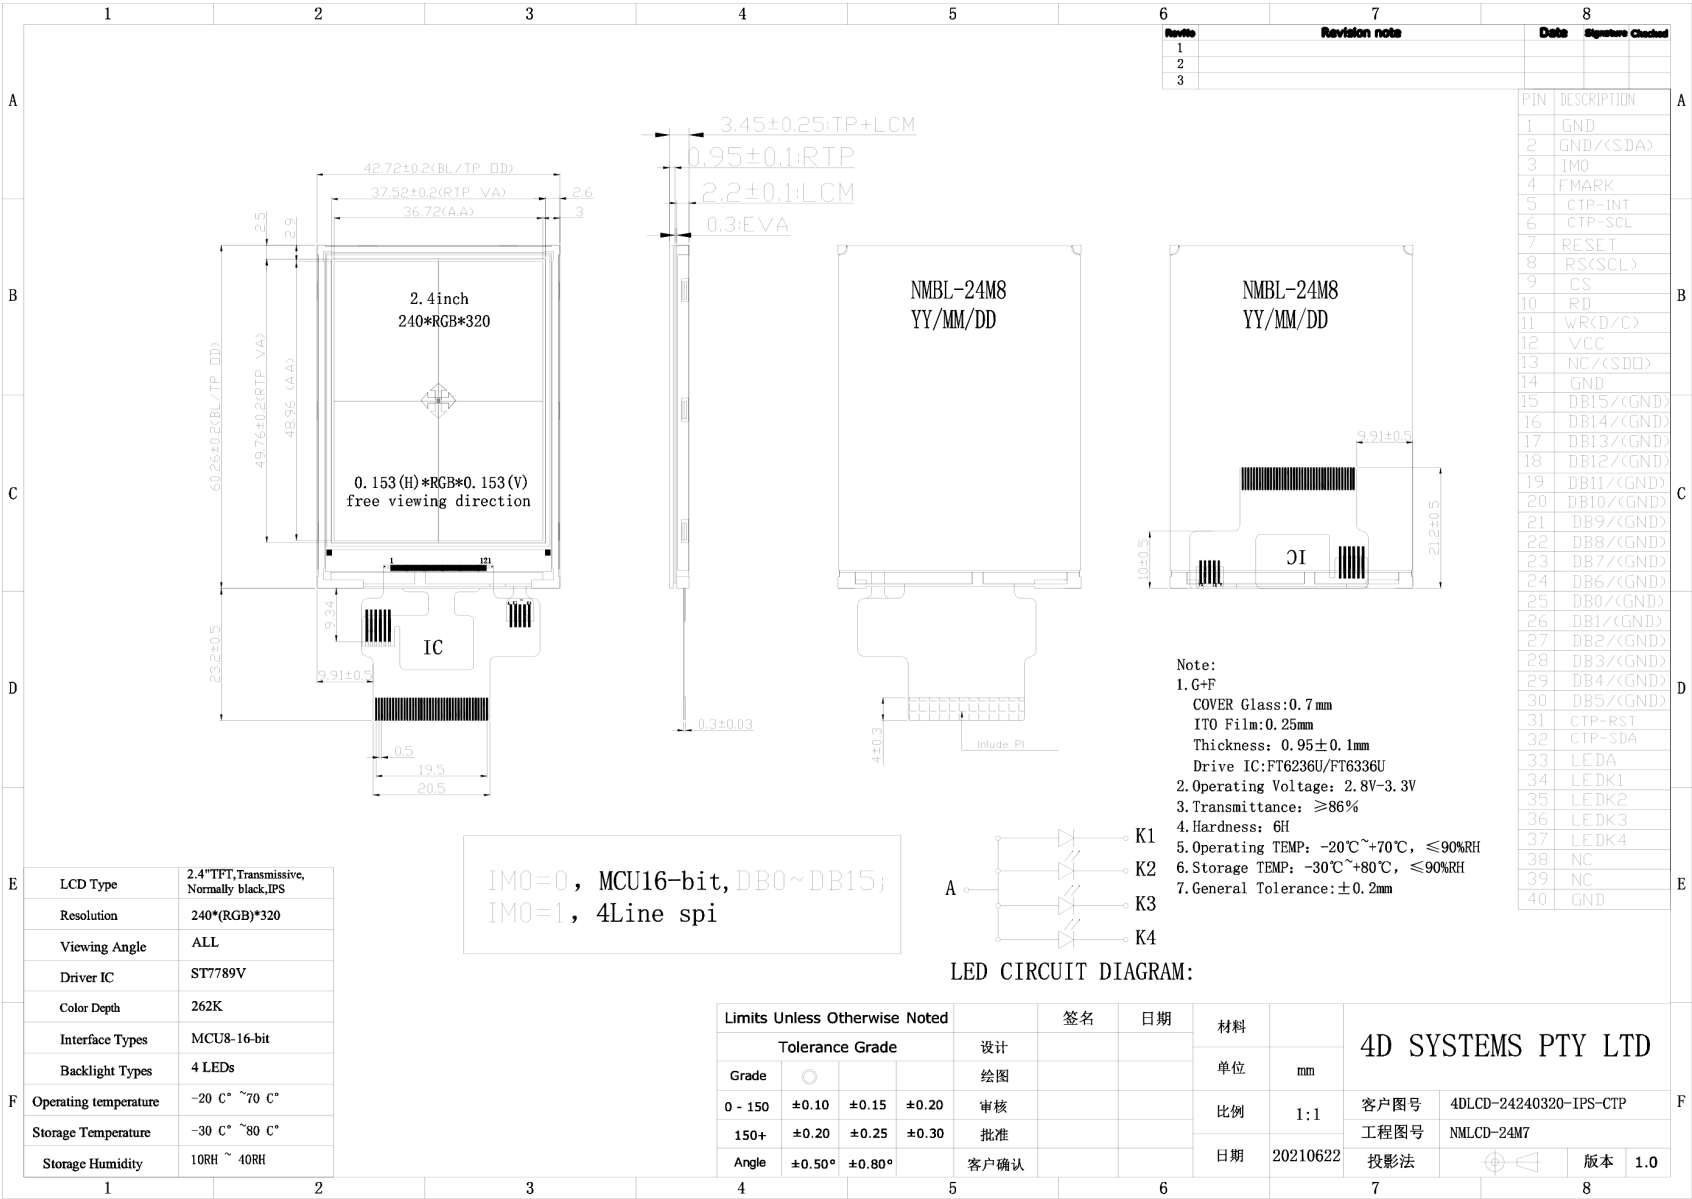 1 2 3 4 5 6 7 8
RevNo Revision note Date Signature Checked
1
2
3
A A
B B
C C
D D
E E
F F
PIN DESCRIPTION
1 GND
2 GND/(SDA)
3 IM0
4 FMARK
5 CTP-INT
6 CTP-SCL
7 RESET
8 RS(SCL)
9 CS
10 RD
11 WR(D/C)
12 VCC
13 NC/(SDO)
14 GND
15 DB15/(GND)
16 DB14/(GND)
17 DB13/(GND)
18 DB12/(GND)
19 DB11/(GND)
20 DB10/(GND)
21 DB9/(GND)
22 DB8/(GND)
23 DB7/(GND)
24 DB6/(GND)
25 DB0/(GND)
26 DB1/(GND)
27 DB2/(GND)
28 DB3/(GND)
29 DB4/(GND)
30 DB5/(GND)
31 CTP-RST
32 CTP-SDA
33 LEDA
34 LEDK1
35 LEDK2
36 LEDK3
37 LEDK4
38 NC
39 NC
40 GND
42.72±0.2(BL/TP OD)
37.52±0.2(RTP VA)
36.72(A.A)
2.6
3
2.5
2.9
60.26±0.2(BL/TP OD)
49.76±0.2(RTP VA)
48.96 (A.A)
2.4inch
240*RGB*320
0.153(H)*RGB*0.153(V)
free viewing direction
1 121
IC
9.34
23.2±0.5
9.91±0.5
0.5
19.5
20.5
3.45±0.25:TP+LCM
0.95±0.1:RTP
2.2±0.1:LCM
0.3:EVA
0.3±0.03
NMBL-24M8
YY/MM/DD
4±0.3
Inlude PI
NMBL-24M8
YY/MM/DD
9.91±0.5
10±0.5
21.2±0.5
IC
Note:
1.G+F
COVER Glass:0.7mm
ITO Film:0.25mm
Thickness: 0.95±0.1mm
Drive IC:FT6236U/FT6336U
2.Operating Voltage: 2.8V-3.3V
3.Transmittance: ≥86%
4.Hardness: 6H
5.Operating TEMP: -20℃~+70℃, ≤90%RH
6.Storage TEMP: -30℃~+80℃, ≤90%RH
7.General Tolerance:±0.2mm
IM0=0, MCU16-bit,DB0~DB15;
IM0=1, 4Line spi
A
K1
K2
K3
K4
LED CIRCUIT DIAGRAM:
LCD Type 2.4"TFT,Transmissive,
Normally black,IPS
Resolution 240*(RGB)*320
Viewing Angle ALL
Driver IC ST7789V
Color Depth 262K
Interface Types MCU8-16-bit
Backlight Types 4 LEDs
Operating temperature -20 C° ~70 C°
Storage Temperature -30 C° ~80 C°
Storage Humidity 10RH ~ 40RH
Limits Unless Otherwise Noted
Tolerance Grade
Grade
0 - 150 ±0.10 ±0.15 ±0.20
150+ ±0.20 ±0.25 ±0.30
Angle ±0.50° ±0.80°
签名 日期
设计
绘图
审核
批准
客户确认
材料
单位 mm
比例 1:1
日期 20210622
4D SYSTEMS PTY LTD
客户图号 4DLCD-24240320-IPS-CTP
工程图号 NMLCD-24M7
投影法 版本 1.0
1 2 3 4 5 6 7 8